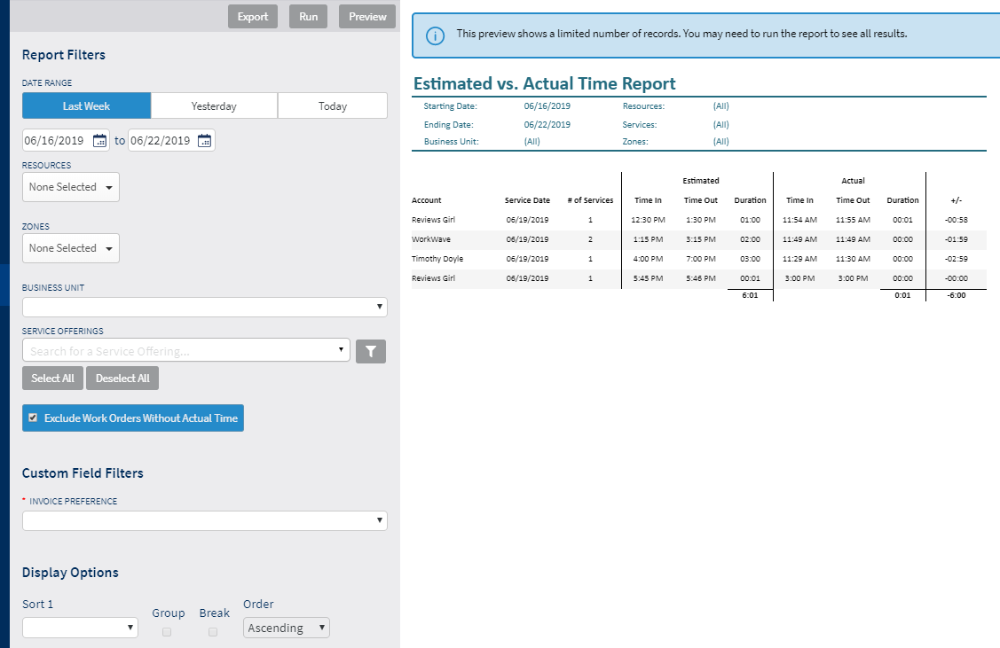 Export Run Preview
Report Filters
DATE RANGE
Last Week Yesterday Today
06/16/2019 to 06/22/2019
RESOURCES
None Selected
ZONES
None Selected
BUSINESS UNIT
SERVICE OFFERINGS
Search for a Service Offering...
Select All Deselect All
Exclude Work Orders Without Actual Time
Custom Field Filters
* INVOICE PREFERENCE
Display Options
Sort 1 Group Break Order
Ascending
This preview shows a limited number of records. You may need to run the report to see all results.
Estimated vs. Actual Time Report
Starting Date: 06/16/2019 Resources: (All)
Ending Date: 06/22/2019 Services: (All)
Business Unit: (All) Zones: (All)
Estimated Actual
Account Service Date # of Services Time In Time Out Duration Time In Time Out Duration +/-
Reviews Girl 06/19/2019 1 12:30 PM 1:30 PM 01:00 11:54 AM 11:55 AM 00:01 -00:58
WorkWave 06/19/2019 2 1:15 PM 3:15 PM 02:00 11:49 AM 11:49 AM 00:00 -01:59
Timothy Doyle 06/19/2019 1 4:00 PM 7:00 PM 03:00 11:29 AM 11:30 AM 00:00 -02:59
Reviews Girl 06/19/2019 1 5:45 PM 5:46 PM 00:01 3:00 PM 3:00 PM 00:00 -00:00
6:01 0:01 -6:00